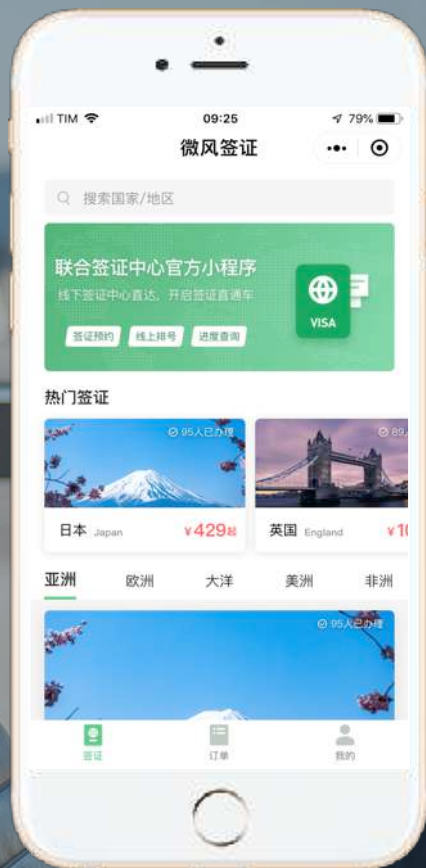 TIM 09:25 79%
微风签证
搜索国家/地区
联合签证中心官方小程序
线下签证中心直达，开启签证直通车
签证预约 线上排号 进度查询
VISA
热门签证
95人已办理
89人
日本 Japan ¥429起
英国 England ¥10
亚洲 欧洲 大洋 美洲 非洲
95人已办理
签证 订单 我的